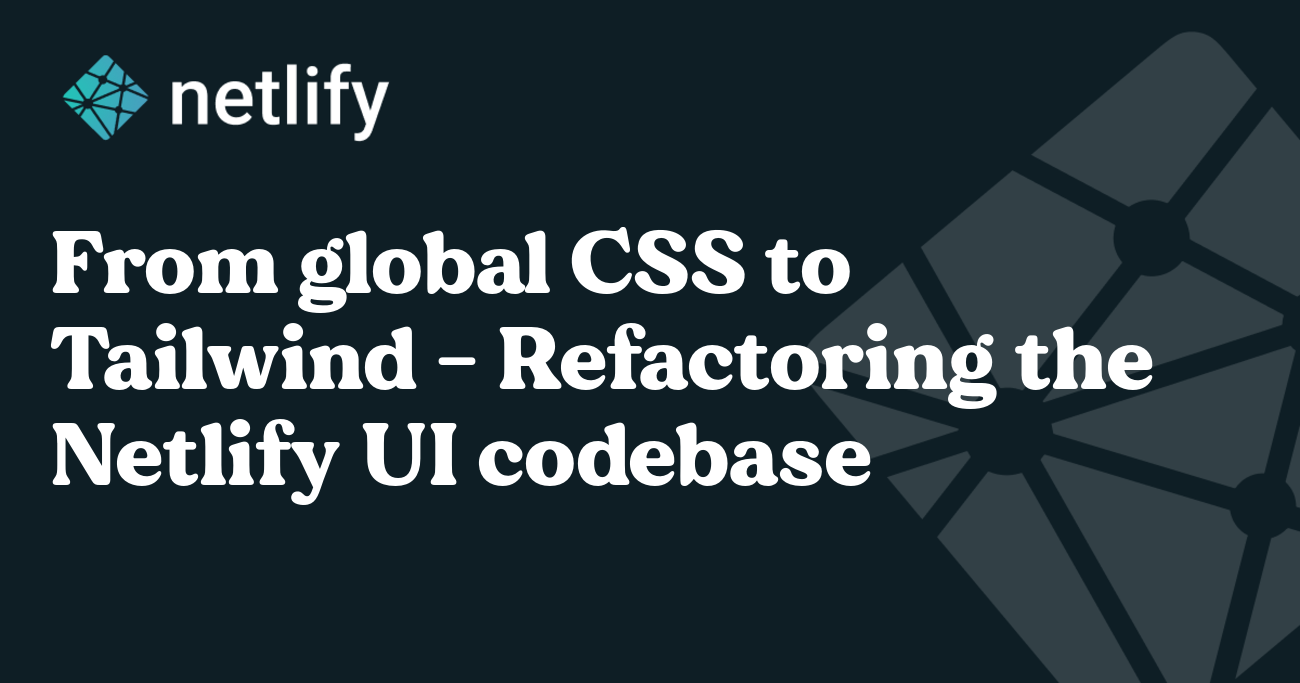 netlify
From global CSS to
Tailwind – Refactoring the
Netlify UI codebase